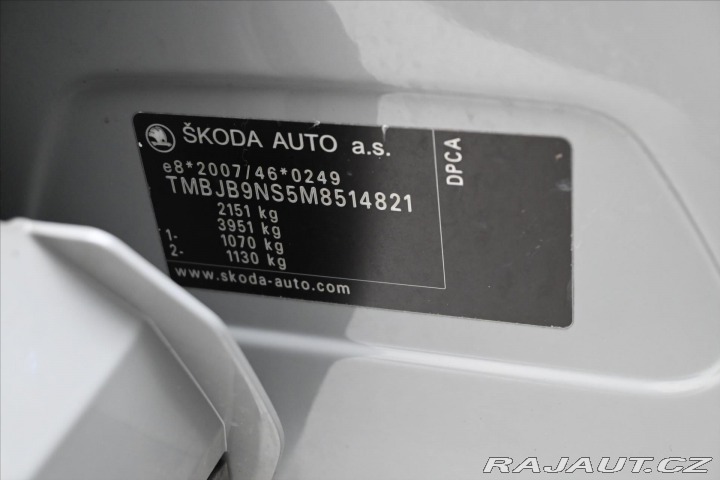 ŠKODA AUTO a.s.
e8*2007/46*0249
TMBJB9NS5M8514821
2151 kg
3951 kg
1- 1070 kg
2- 1130 kg
www.skoda-auto.com
DPCA
RAJAUT.CZ